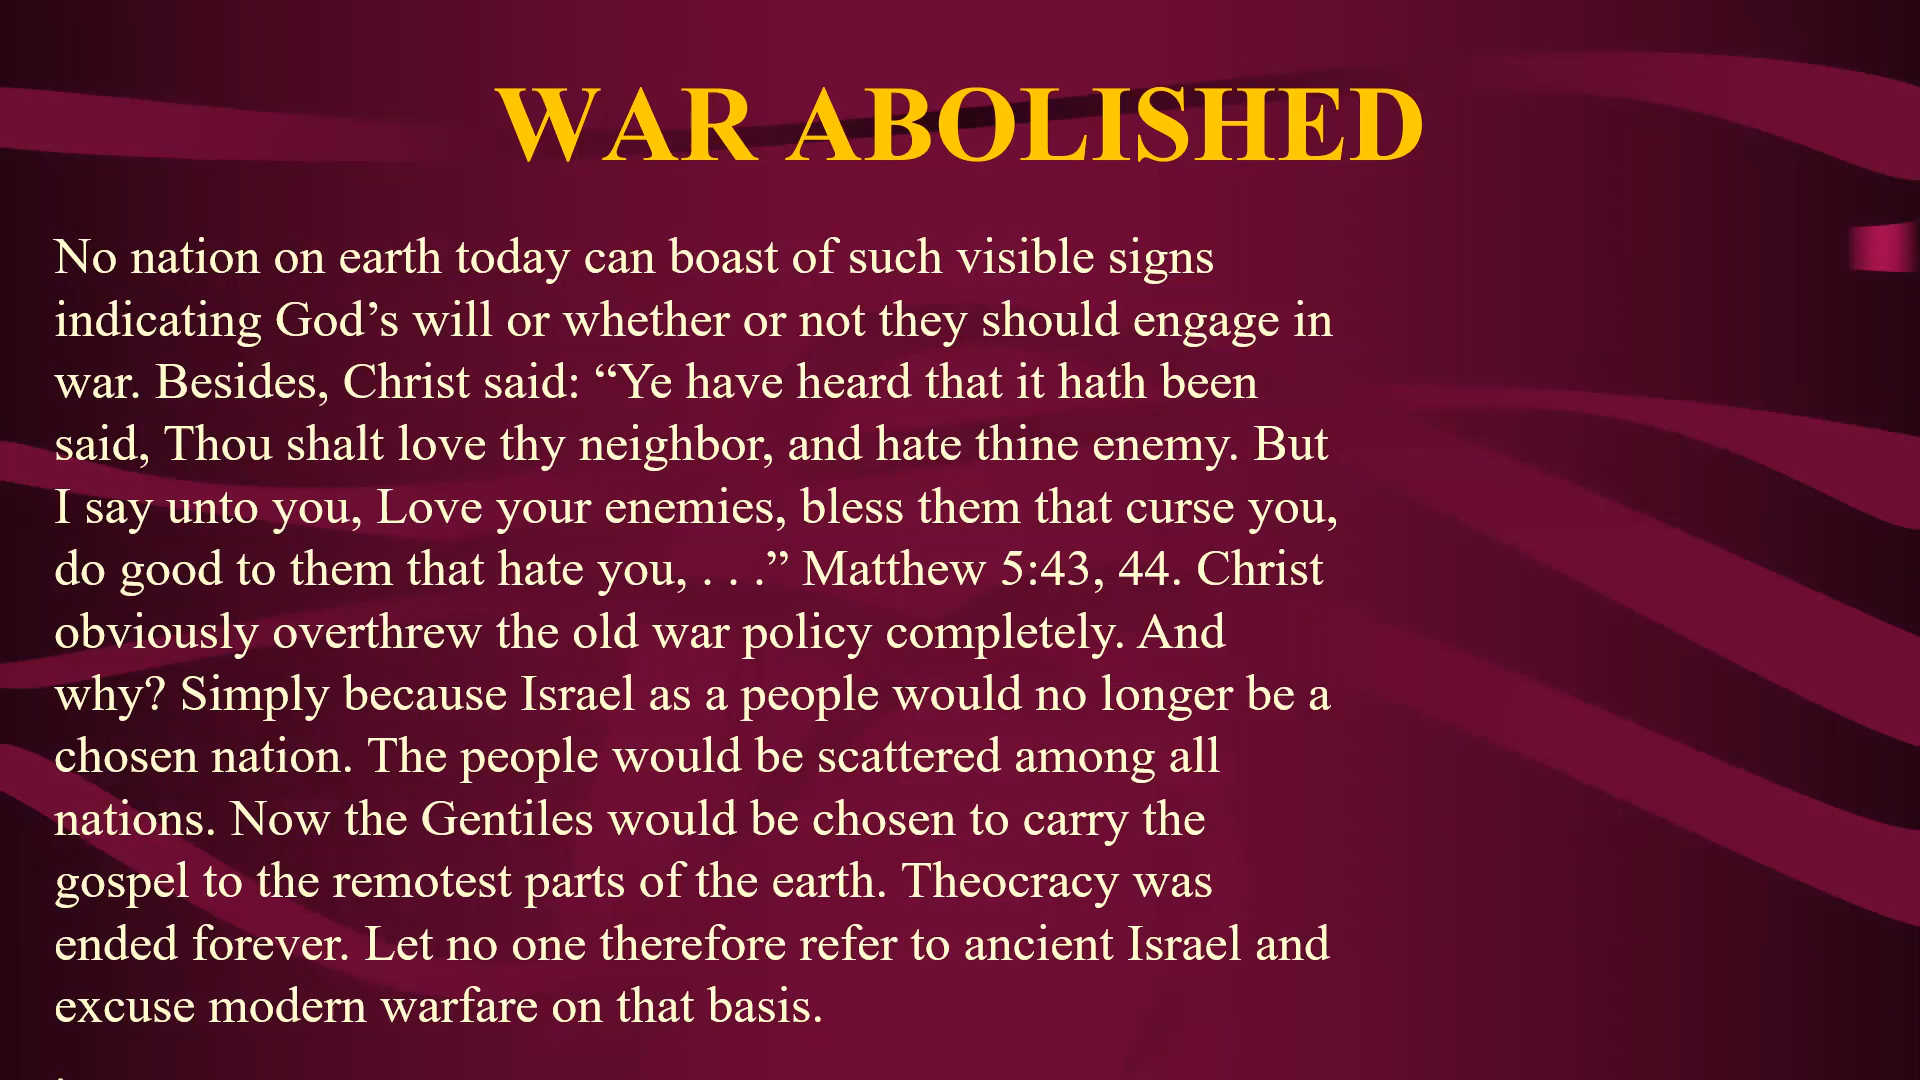 WAR ABOLISHED
No nation on earth today can boast of such visible signs
indicating God’s will or whether or not they should engage in
war. Besides, Christ said: “Ye have heard that it hath been
said, Thou shalt love thy neighbor, and hate thine enemy. But
I say unto you, Love your enemies, bless them that curse you,
do good to them that hate you, . . .” Matthew 5:43, 44. Christ
obviously overthrew the old war policy completely. And
why? Simply because Israel as a people would no longer be a
chosen nation. The people would be scattered among all
nations. Now the Gentiles would be chosen to carry the
gospel to the remotest parts of the earth. Theocracy was
ended forever. Let no one therefore refer to ancient Israel and
excuse modern warfare on that basis.
.